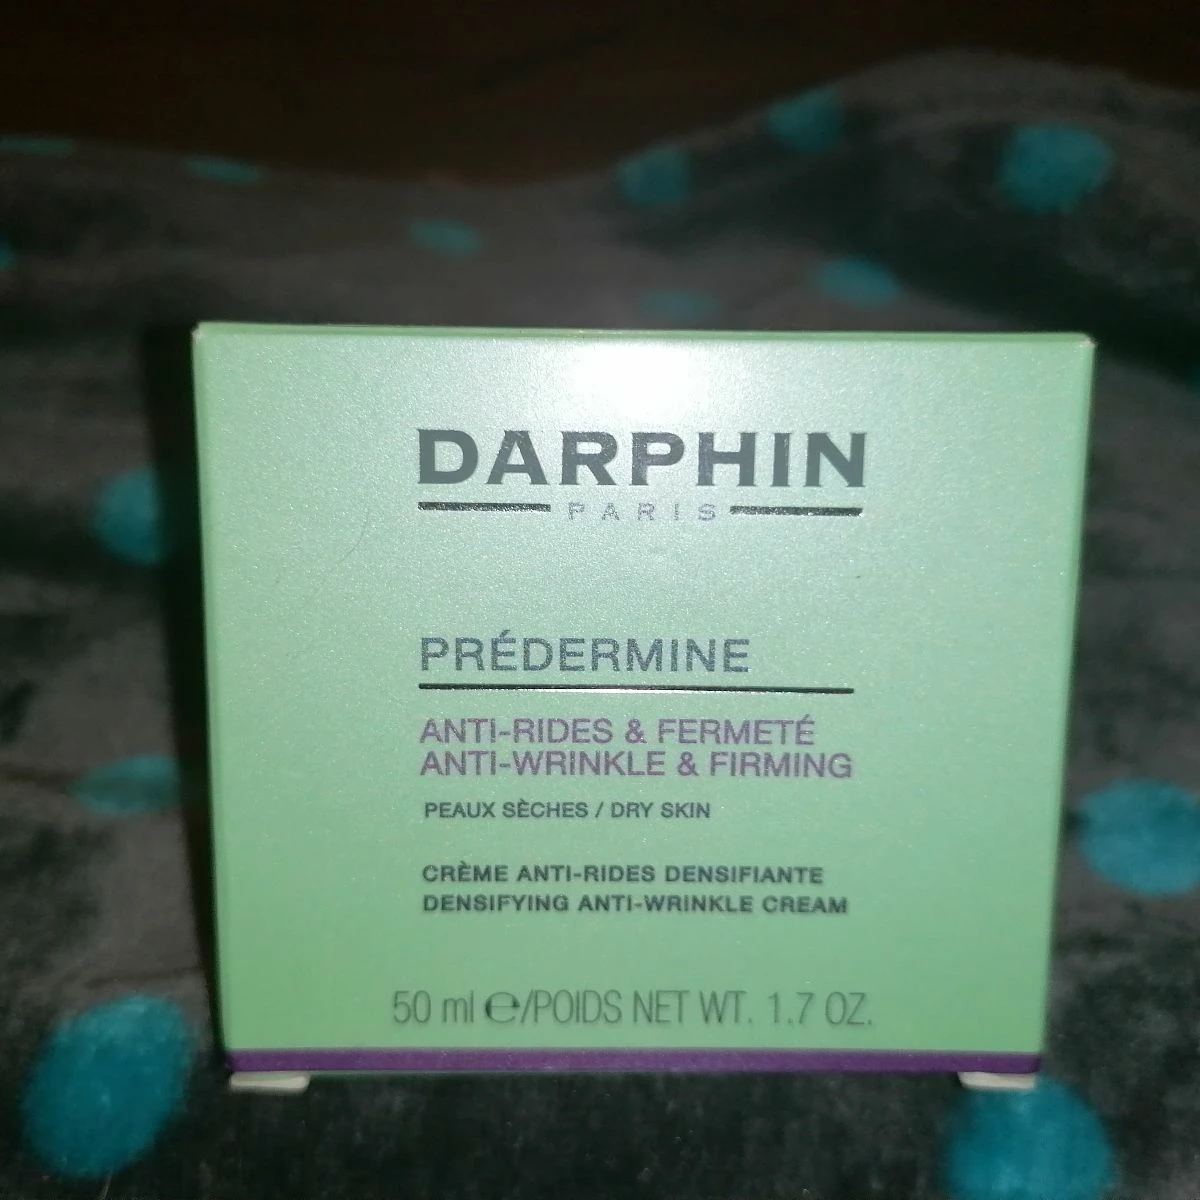 DARPHIN
PARIS
PRÉDERMINE
ANTI-RIDES & FERMETÉ
ANTI-WRINKLE & FIRMING
PEAUX SÈCHES / DRY SKIN
CRÈME ANTI-RIDES DENSIFIANTE
DENSIFYING ANTI-WRINKLE CREAM
50 ml ℮/POIDS NET WT. 1.7 OZ.